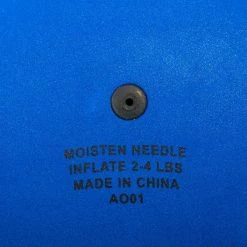 MOISTEN NEEDLE
INFLATE 2-4 LBS
MADE IN CHINA
AO01